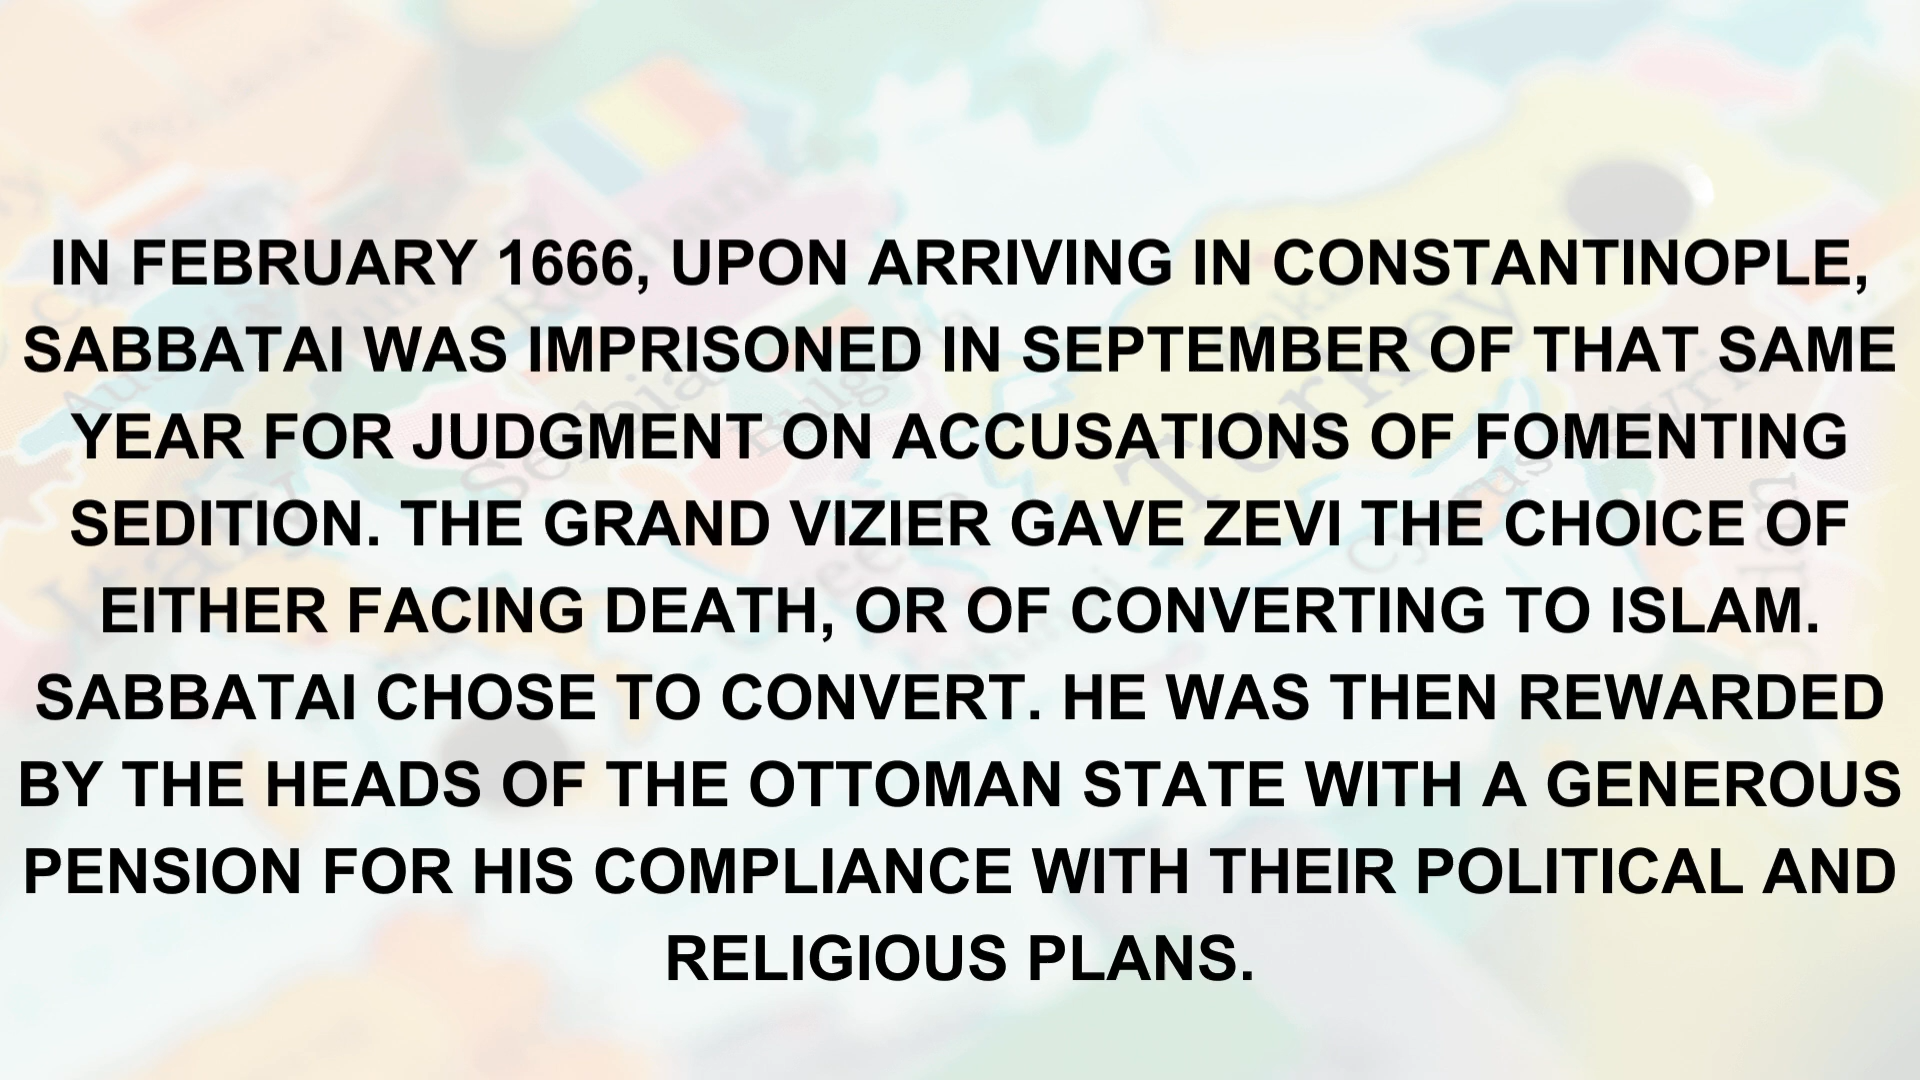 IN FEBRUARY 1666, UPON ARRIVING IN CONSTANTINOPLE,
SABBATAI WAS IMPRISONED IN SEPTEMBER OF THAT SAME
YEAR FOR JUDGMENT ON ACCUSATIONS OF FOMENTING
SEDITION. THE GRAND VIZIER GAVE ZEVI THE CHOICE OF
EITHER FACING DEATH, OR OF CONVERTING TO ISLAM.
SABBATAI CHOSE TO CONVERT. HE WAS THEN REWARDED
BY THE HEADS OF THE OTTOMAN STATE WITH A GENEROUS
PENSION FOR HIS COMPLIANCE WITH THEIR POLITICAL AND
RELIGIOUS PLANS.
Turkey
Italy
Serbia